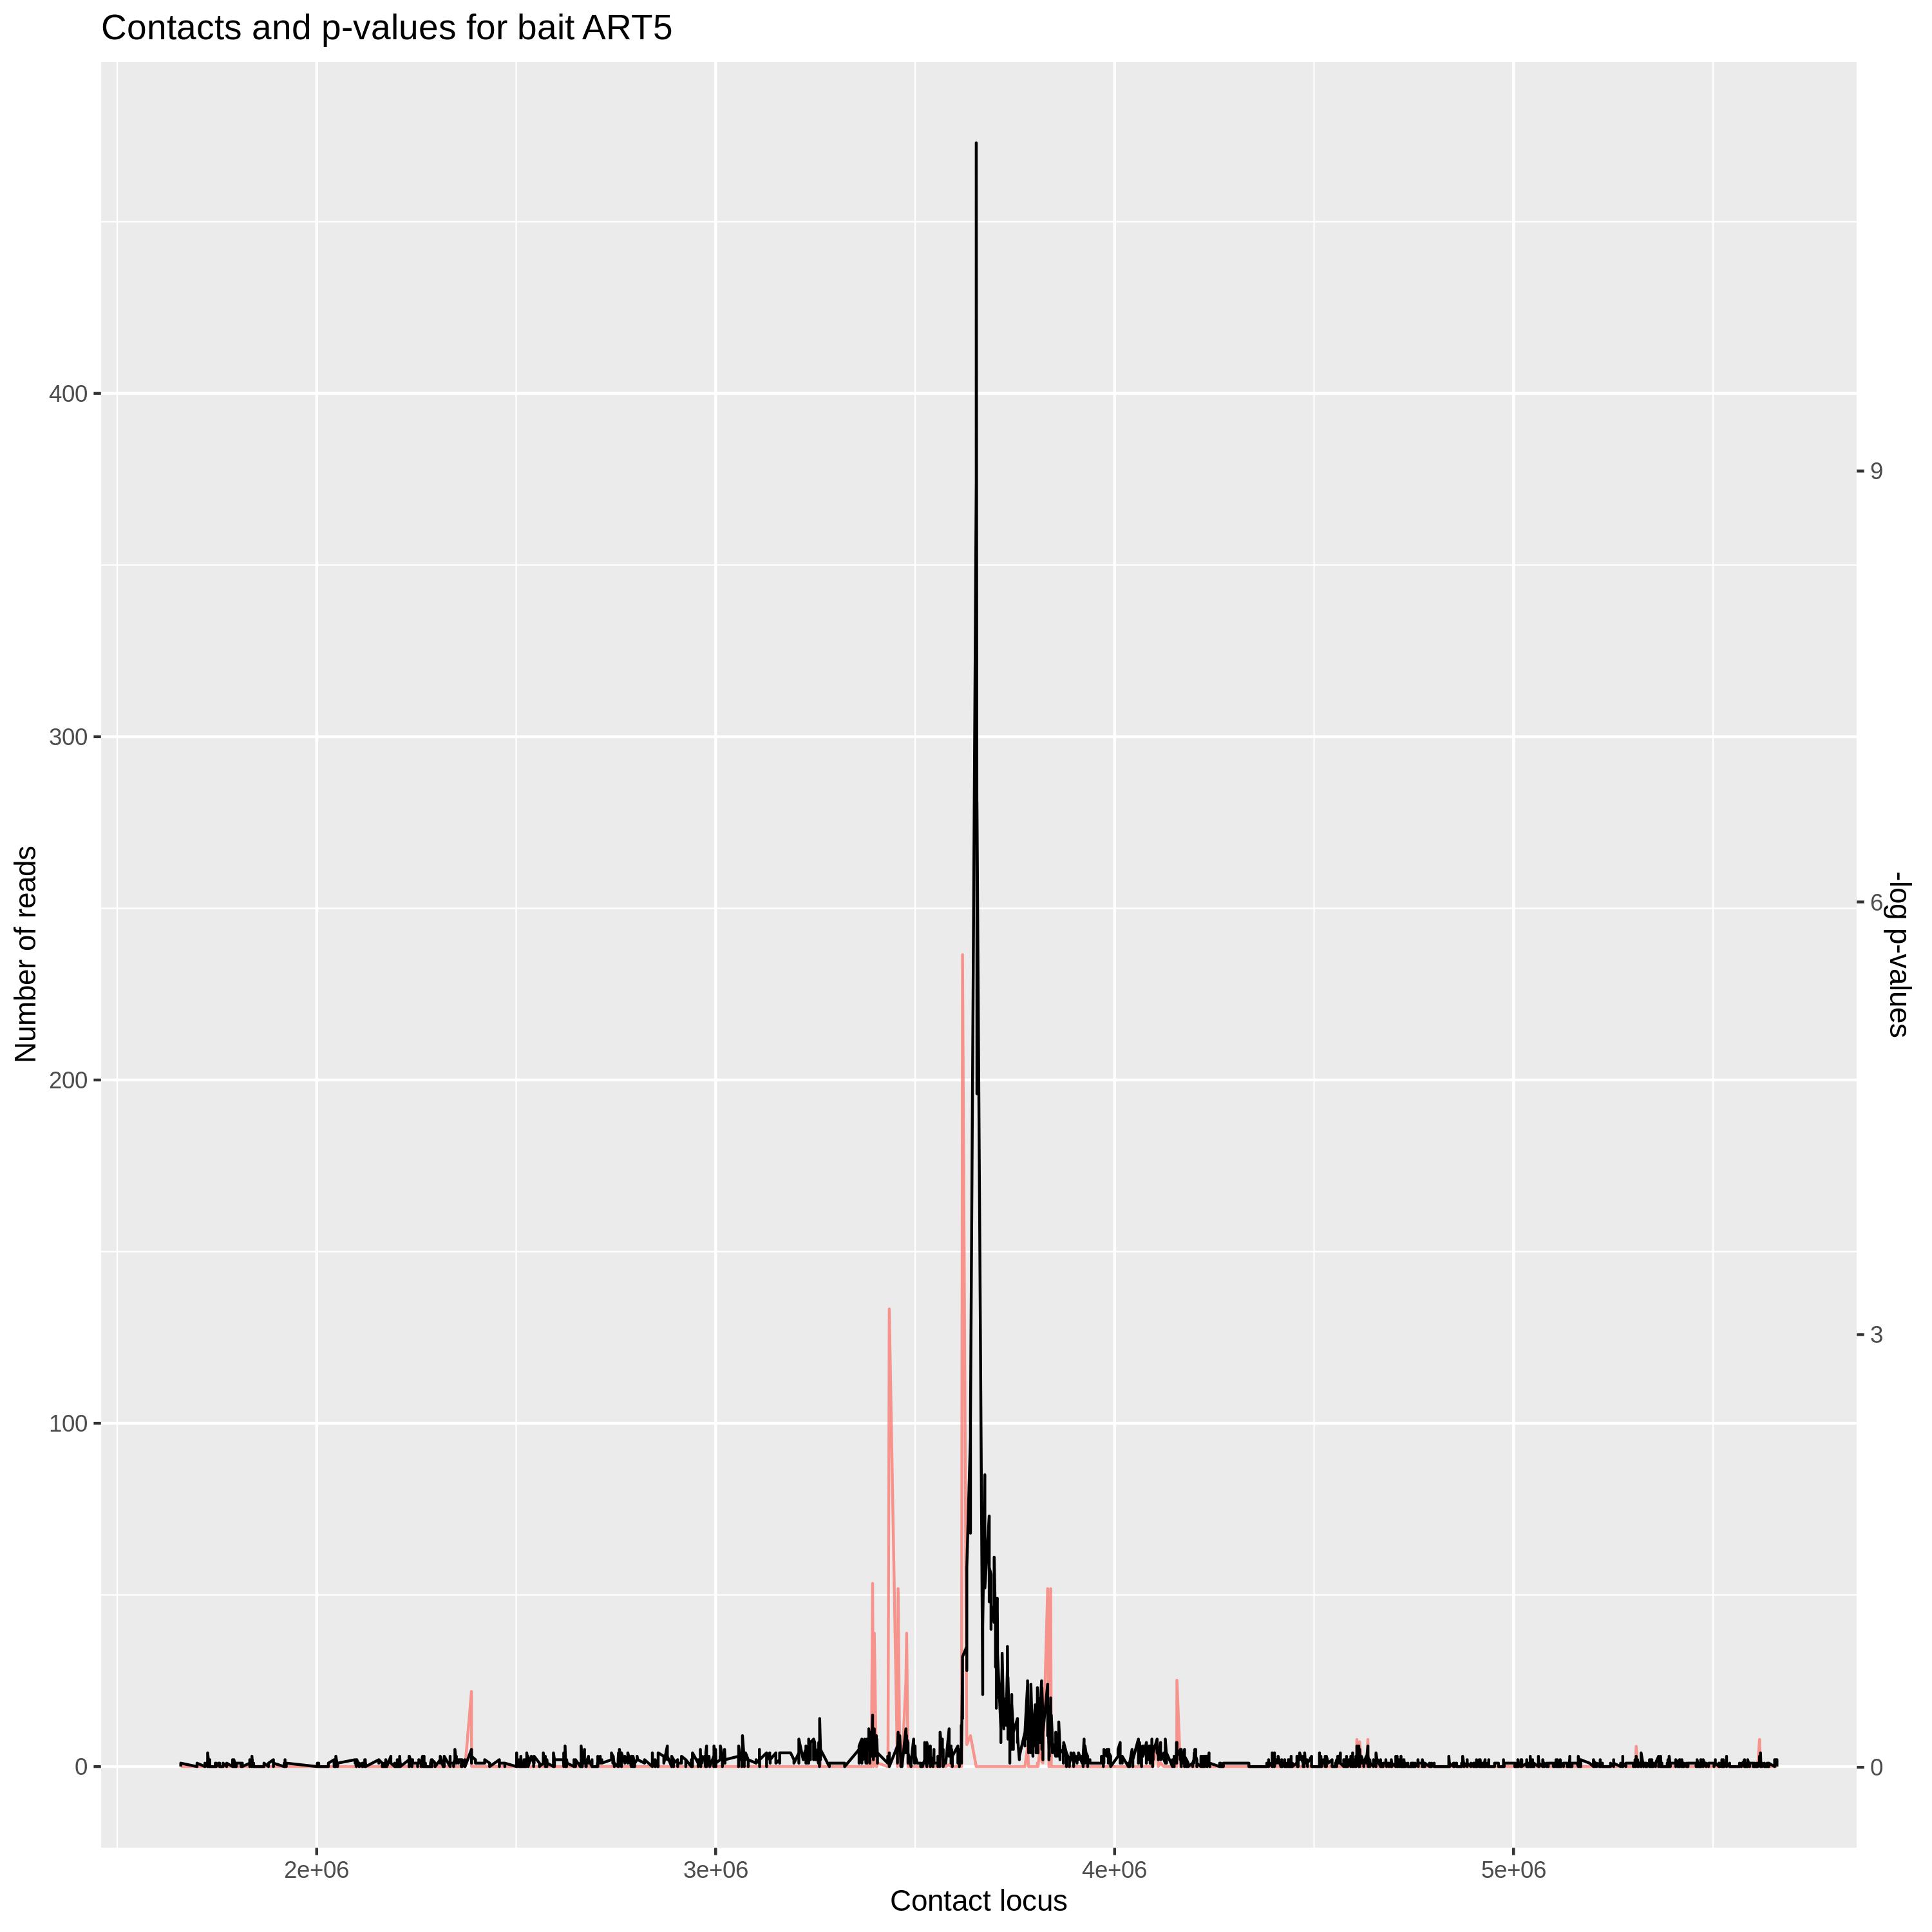 Contacts and p-values for bait ART5
400
300
200
100
0
Number of reads
9
6
3
0
-log p-values
2e+06
3e+06
4e+06
5e+06
Contact locus